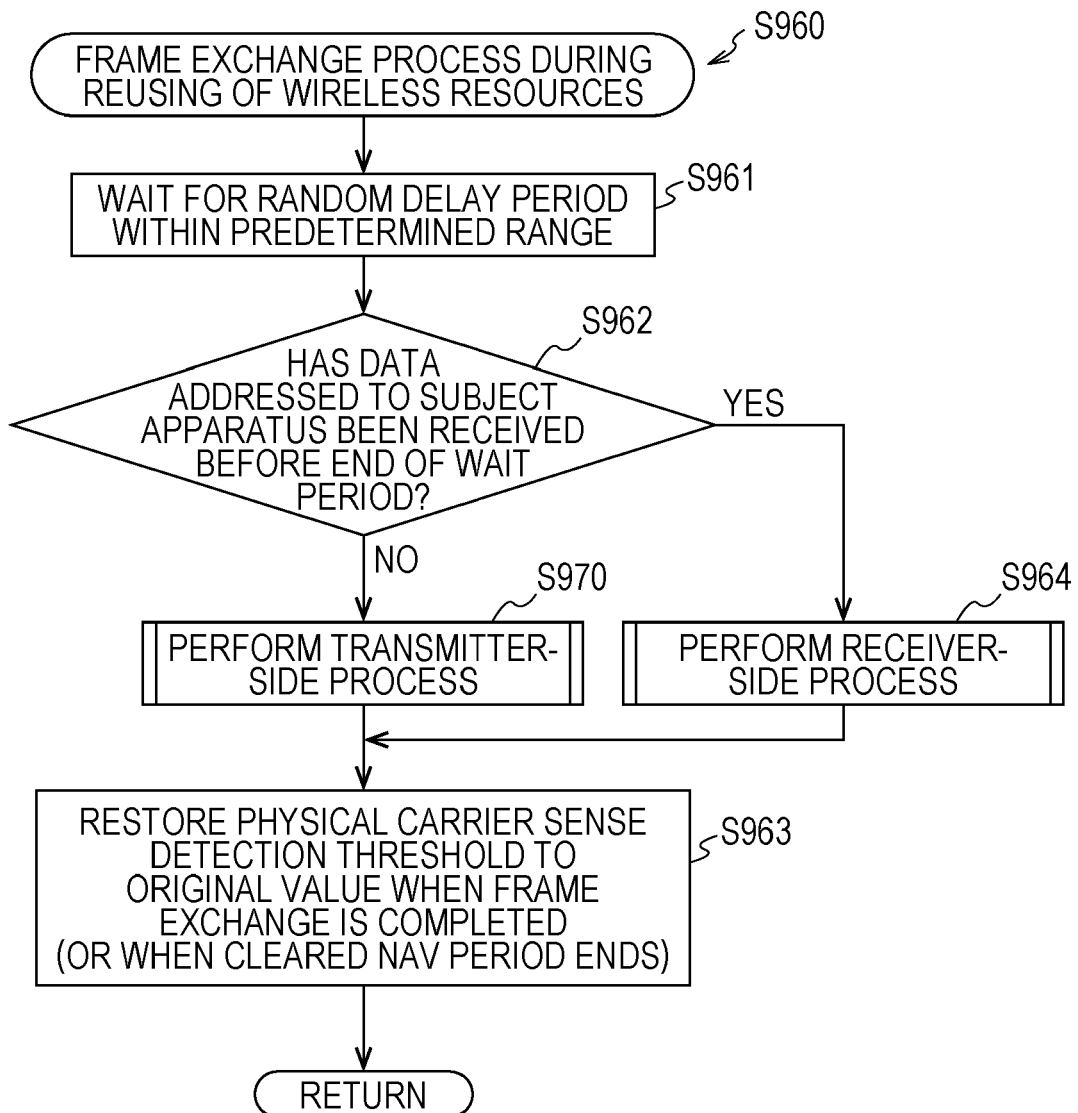 FRAME EXCHANGE PROCESS DURING
REUSING OF WIRELESS RESOURCES
S960
WAIT FOR RANDOM DELAY PERIOD
WITHIN PREDETERMINED RANGE
S961
HAS DATA
ADDRESSED TO SUBJECT
APPARATUS BEEN RECEIVED
BEFORE END OF WAIT
PERIOD?
S962
YES
NO
S970
S964
PERFORM TRANSMITTER-
SIDE PROCESS
PERFORM RECEIVER-
SIDE PROCESS
RESTORE PHYSICAL CARRIER SENSE
DETECTION THRESHOLD TO
ORIGINAL VALUE WHEN FRAME
EXCHANGE IS COMPLETED
(OR WHEN CLEARED NAV PERIOD ENDS)
S963
RETURN